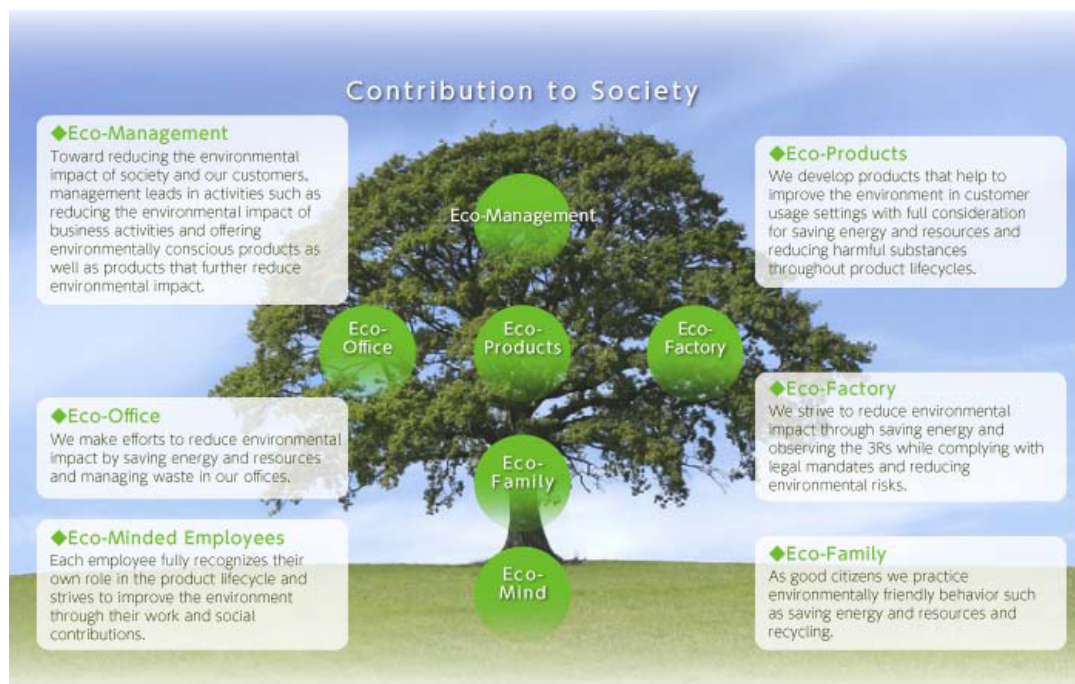 Contribution to Society
◆Eco-Management
Toward reducing the environmental
impact of society and our customers,
management leads in activities such as
reducing the environmental impact of
business activities and offering
environmentally conscious products as
well as products that further reduce
environmental impact.
◆Eco-Office
We make efforts to reduce environmental
impact by saving energy and resources
and managing waste in our offices.
◆Eco-Minded Employees
Each employee fully recognizes their
own role in the product lifecycle and
strives to improve the environment
through their work and social
contributions.
Eco-Management
Eco-
Office
Eco-
Products
Eco-
Factory
Eco-
Family
Eco-
Mind
◆Eco-Products
We develop products that help to
improve the environment in customer
usage settings with full consideration
for saving energy and resources and
reducing harmful substances
throughout product lifecycles.
◆Eco-Factory
We strive to reduce environmental
impact through saving energy and
observing the 3Rs while complying with
legal mandates and reducing
environmental risks.
◆Eco-Family
As good citizens we practice
environmentally friendly behavior such
as saving energy and resources and
recycling.